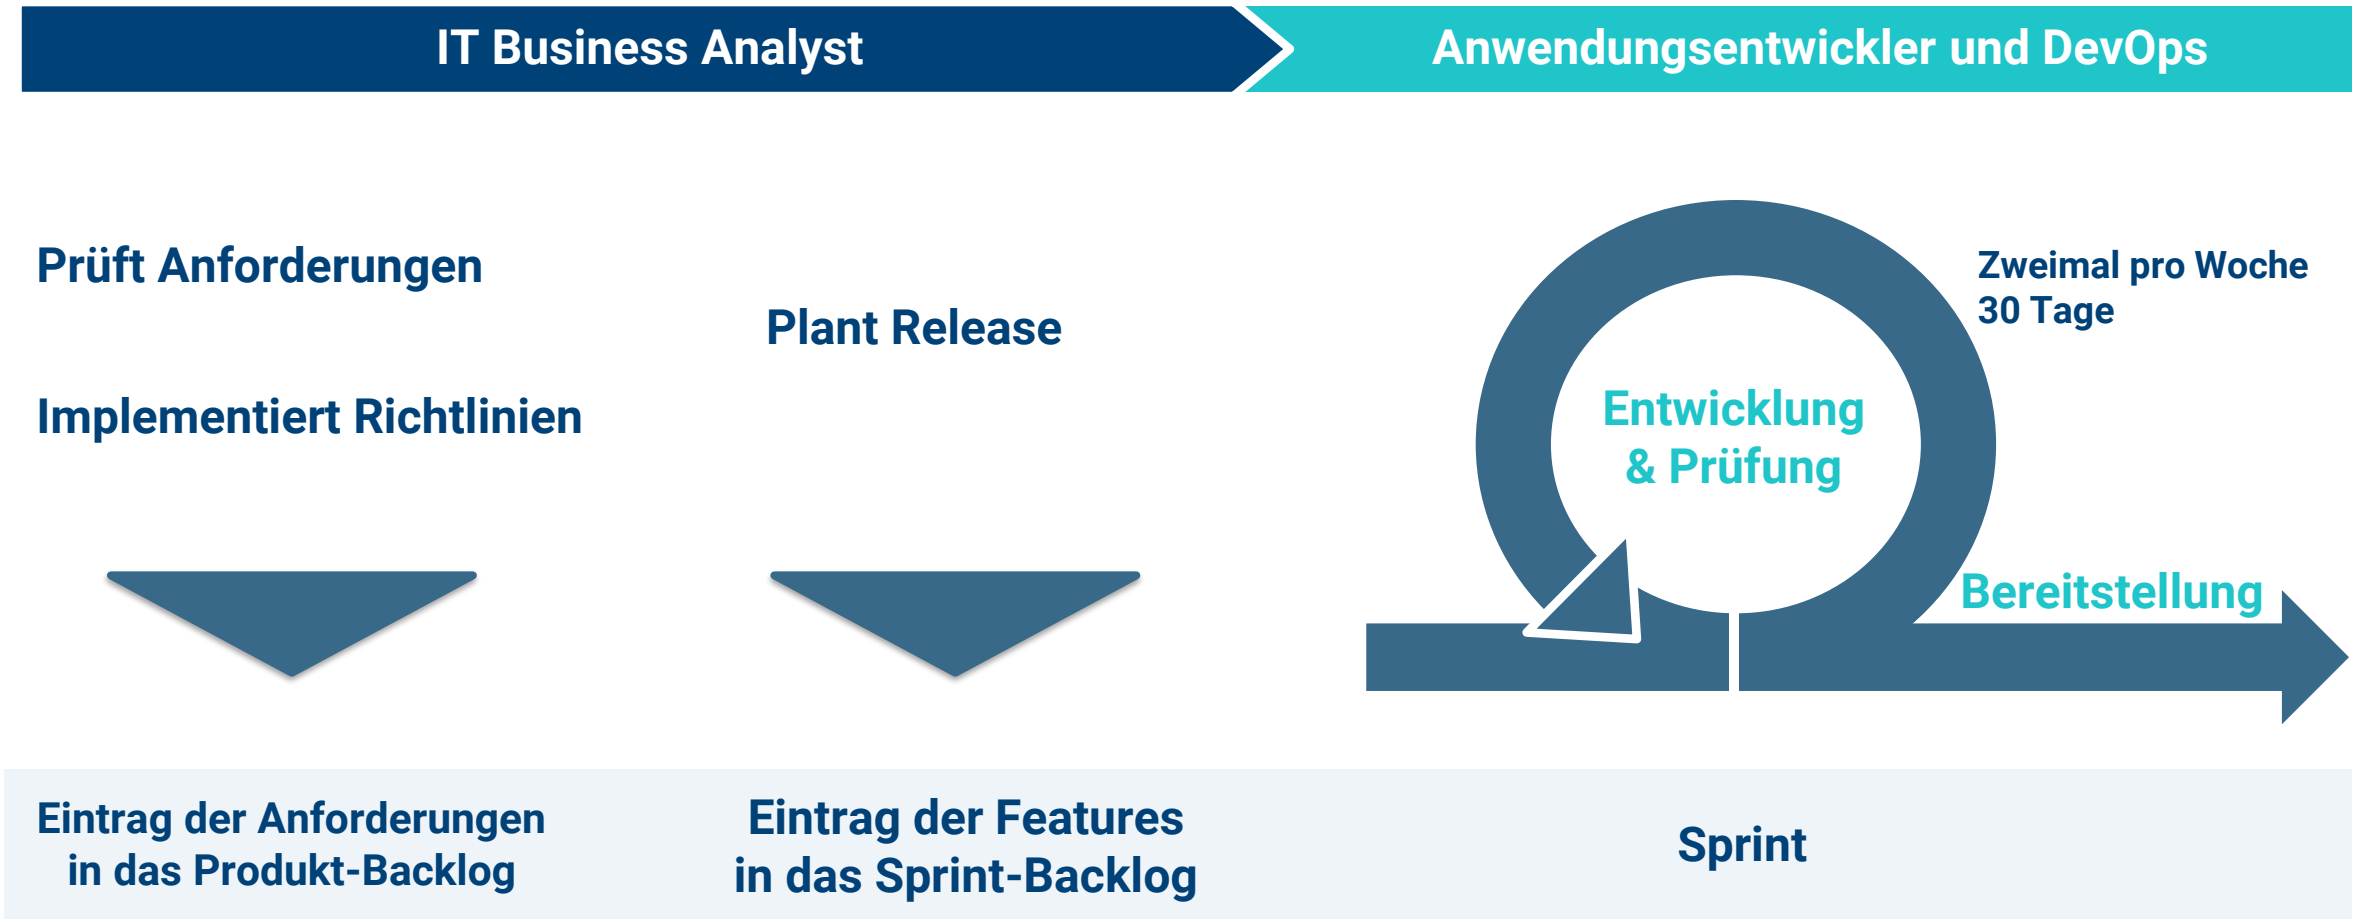 IT Business Analyst
Anwendungsentwickler und DevOps
Prüft Anforderungen
Implementiert Richtlinien
Plant Release
Zweimal pro Woche
30 Tage
Entwicklung
& Prüfung
Bereitstellung
Eintrag der Anforderungen
in das Produkt-Backlog
Eintrag der Features
in das Sprint-Backlog
Sprint